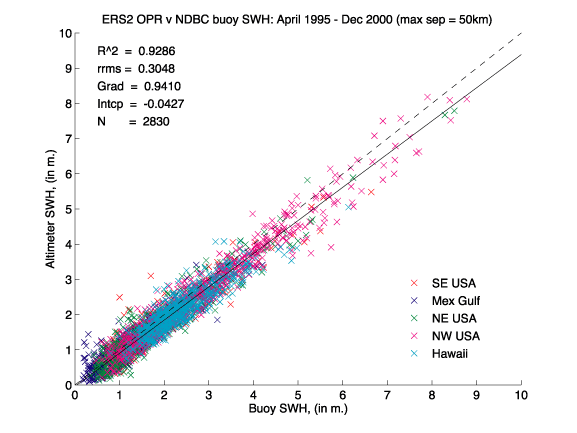 ERS2 OPR v NDBC buoy SWH: April 1995 - Dec 2000 (max sep = 50km)
R^2 = 0.9286
rrms = 0.3048
Grad = 0.9410
Intcp = -0.0427
N = 2830
Altimeter SWH, (in m.)
10
9
8
7
6
5
4
3
2
1
0
SE USA
Mex Gulf
NE USA
NW USA
Hawaii
0 1 2 3 4 5 6 7 8 9 10
Buoy SWH, (in m.)